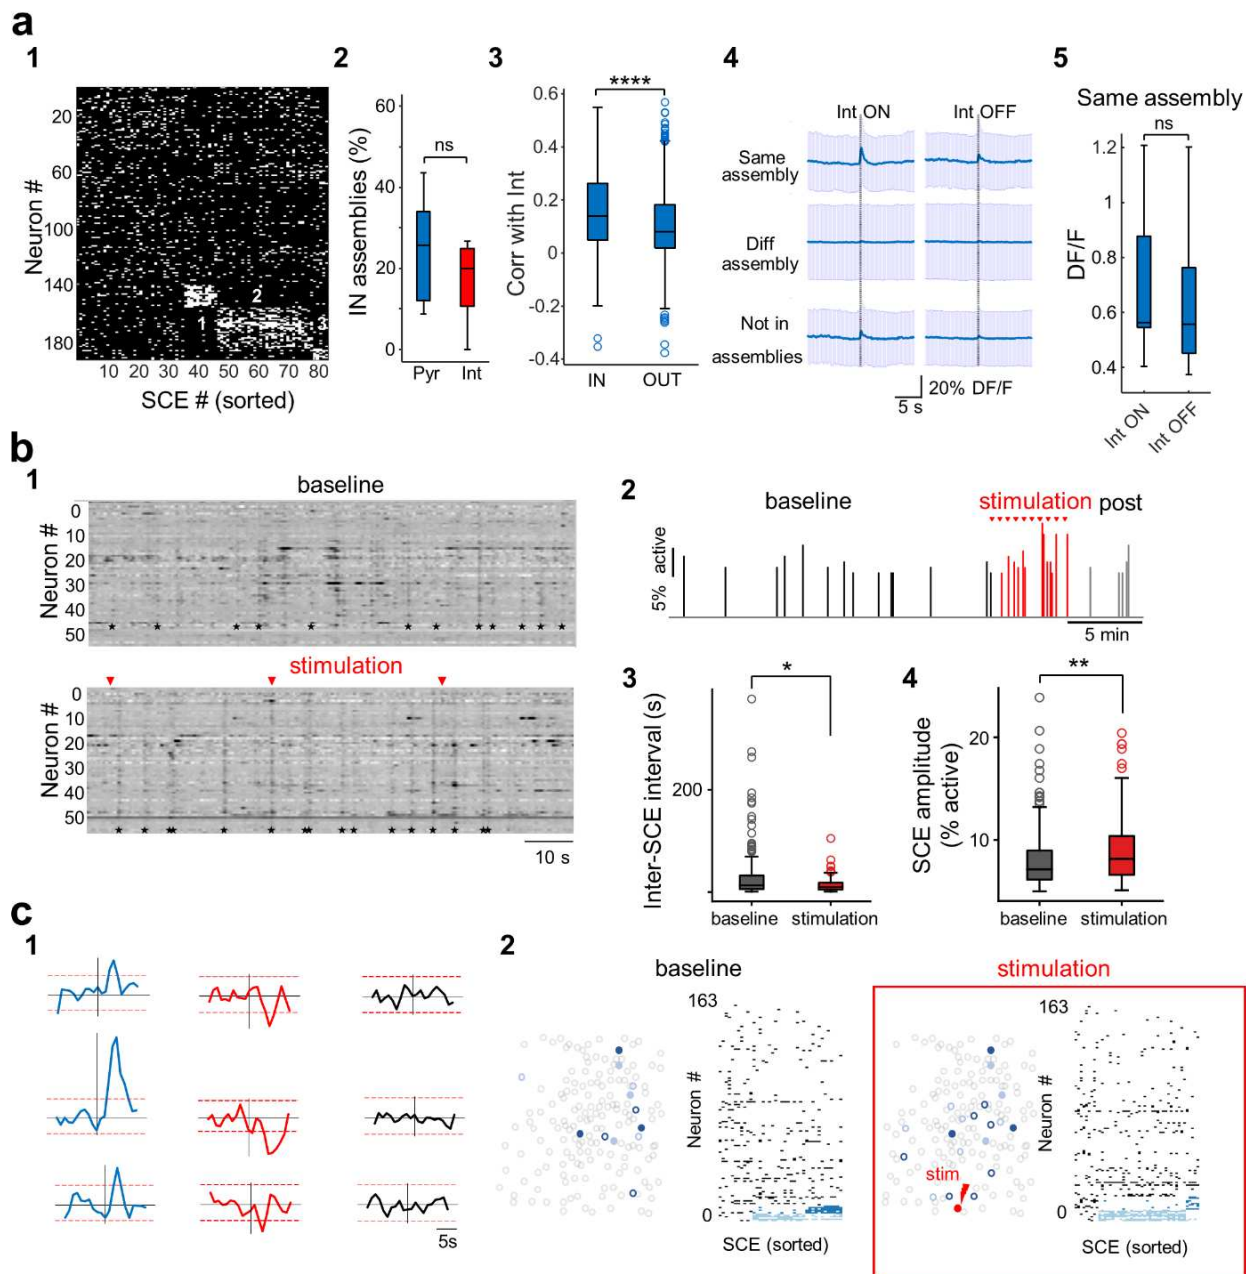 a
1
2
3
4
5
20
60
100
140
180
Neuron #
1
2
3
10 20 30 40 50 60 70 80
SCE # (sorted)
60
40
20
0
IN assemblies (%)
ns
Pyr Int
0.6
0.4
0.2
0
-0.2
-0.4
Corr with Int
****
IN OUT
Int ON Int OFF
Same
assembly
Diff
assembly
Not in
assemblies
5 s
20% DF/F
Same assembly
ns
1.2
0.8
0.6
0.4
DF/F
Int ON
Int OFF
b
1
baseline
0
10
20
30
40
50
Neuron #
stimulation
0
10
20
30
40
50
Neuron #
10 s
2
baseline stimulation post
5% active
5 min
3
*
200
Inter-SCE interval (s)
baseline stimulation
4
**
20
10
SCE amplitude
(% active)
baseline stimulation
c
1
5s
2
baseline
163
Neuron #
0
SCE (sorted)
stimulation
163
Neuron #
0
stim
SCE (sorted)